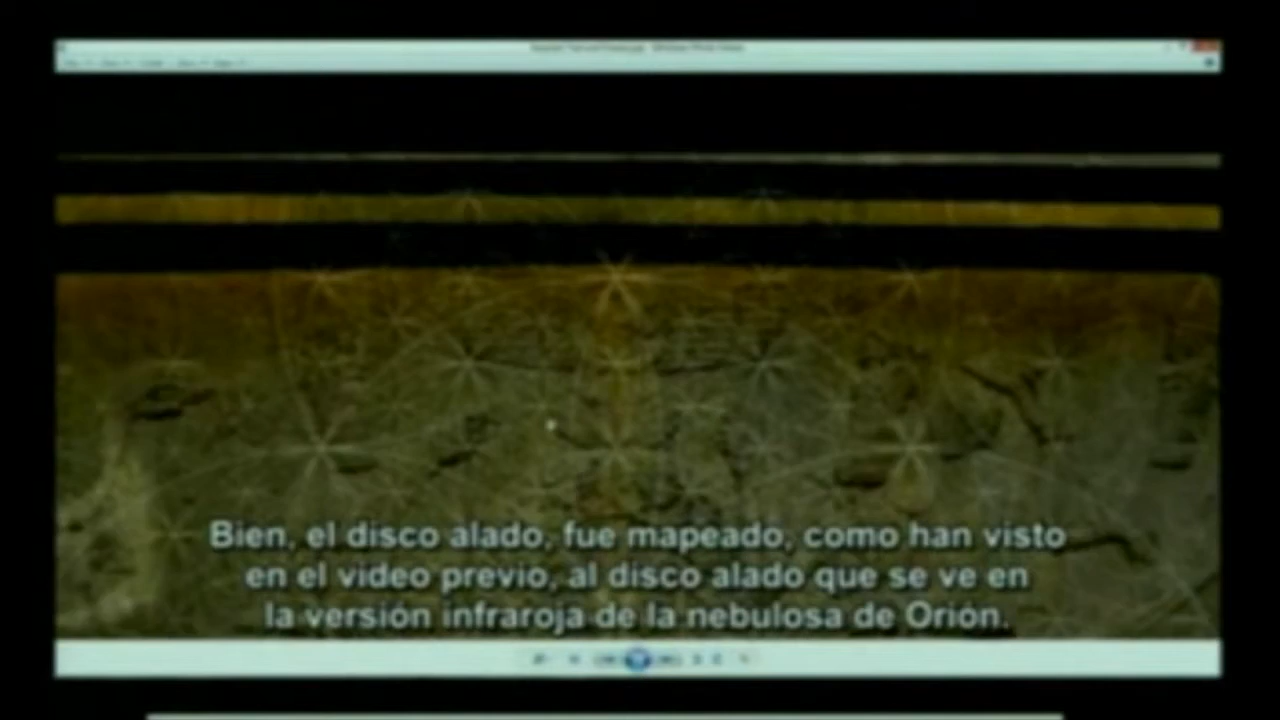 Bien, el disco alado, fue mapeado, como han visto
en el video previo, al disco alado que se ve en
la versión infraroja de la nebulosa de Orión.